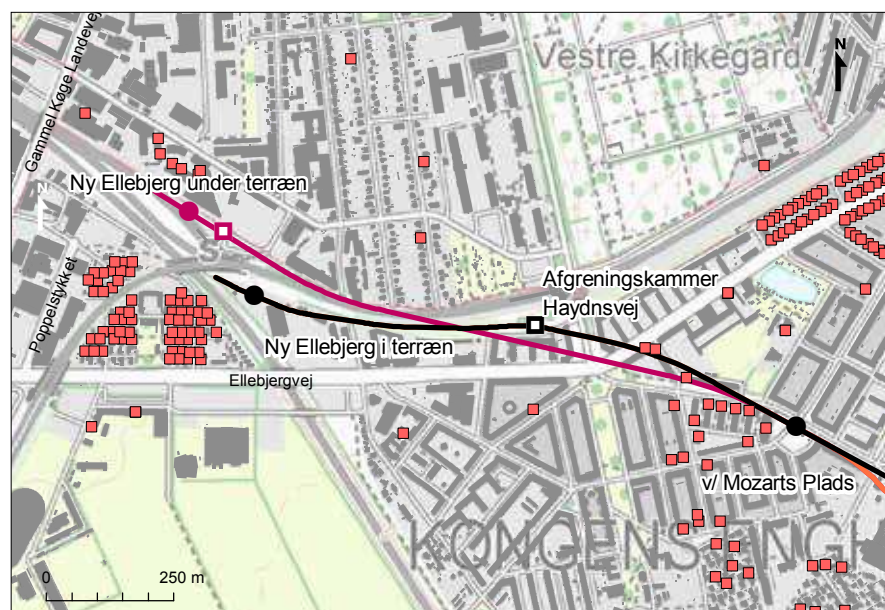 Vestre Kirkegard
N
Gammel Køge Landevej
Ny Ellebjerg under terræn
N
S
Afgreningskammer
Haydnsvej
Poppelstykket
Ny Ellebjerg i terræn
Ellebjergvej
v/ Mozarts Plads
KONGENS ENGH
0 250 m